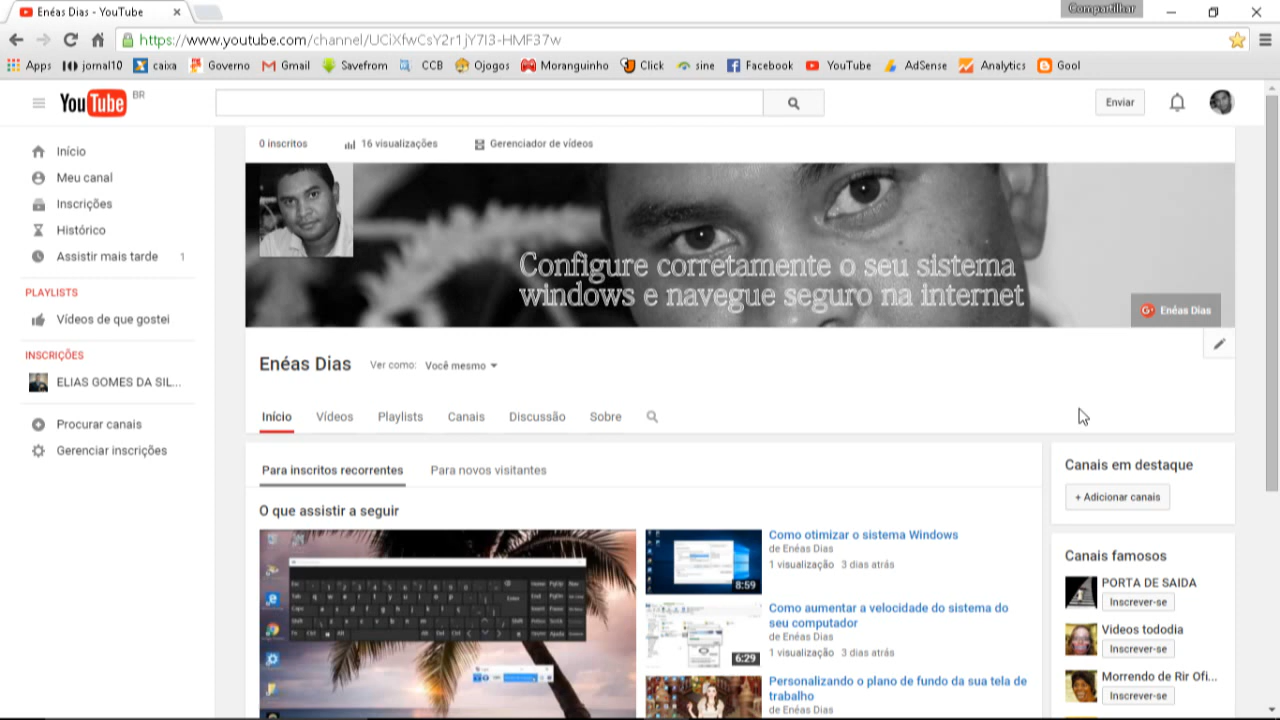 Enéas Dias - YouTube
Compartilhar
https://www.youtube.com/channel/UCiXfwCsY2r1jY7I3-HMF37w
Apps jornal10 caixa Governo Gmail Savefrom CCB Ojogos Moranguinho Click sine Facebook YouTube AdSense Analytics Gool
YouTube BR
Enviar
Início
Meu canal
Inscrições
Histórico
Assistir mais tarde 1
PLAYLISTS
Vídeos de que gostei
INSCRIÇÕES
ELIAS GOMES DA SIL...
Procurar canais
Gerenciar inscrições
0 inscritos 16 visualizações Gerenciador de vídeos
Configure corretamente o seu sistema
windows e navegue seguro na internet
Enéas Dias
Enéas Dias Ver como: Você mesmo
Início Vídeos Playlists Canais Discussão Sobre
Para inscritos recorrentes Para novos visitantes
O que assistir a seguir
8:59
Como otimizar o sistema Windows
de Enéas Dias
1 visualização 3 dias atrás
6:29
Como aumentar a velocidade do sistema do
seu computador
de Enéas Dias
1 visualização 3 dias atrás
Personalizando o plano de fundo da sua tela de
trabalho
de Enéas Dias
Canais em destaque
+ Adicionar canais
Canais famosos
PORTA DE SAIDA
Inscrever-se
Videos tododia
Inscrever-se
Morrendo de Rir Ofi...
Inscrever-se